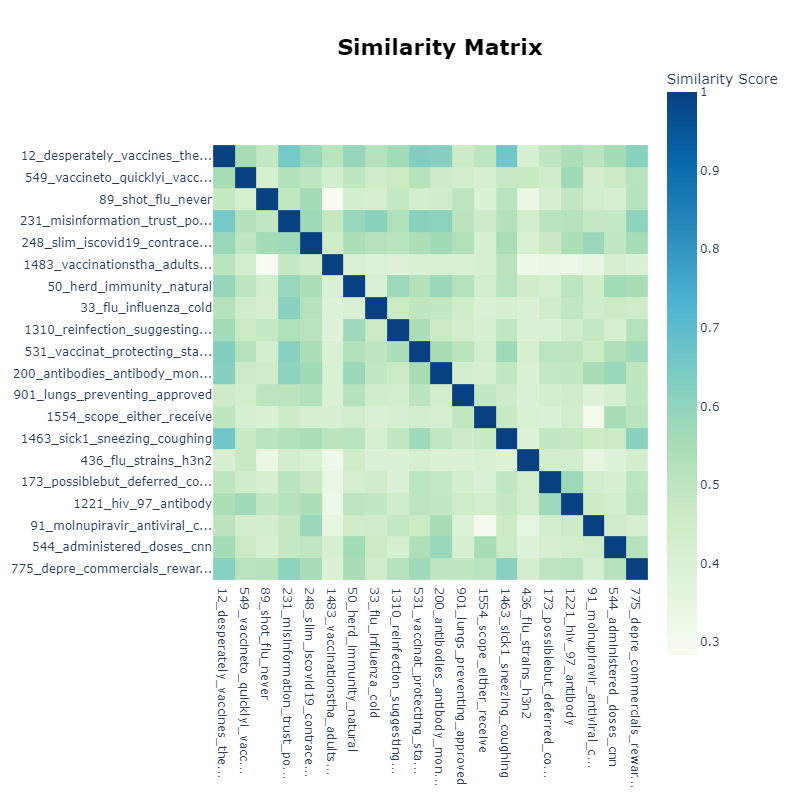 Similarity Matrix
Similarity Score
1
0.9
0.8
0.7
0.6
0.5
0.4
0.3
12_desperately_vaccines_the...
549_vaccineto_quicklyi_vacc...
89_shot_flu_never
231_misinformation_trust_po...
248_slim_iscovid19_contrace...
1483_vaccinationstha_adults...
50_herd_immunity_natural
33_flu_influenza_cold
1310_reinfection_suggesting...
531_vaccinat_protecting_sta...
200_antibodies_antibody_mon...
901_lungs_preventing_approved
1554_scope_either_receive
1463_sick1_sneezing_coughing
436_flu_strains_h3n2
173_possiblebut_deferred_co...
1221_hiv_97_antibody
91_molnupiravir_antiviral_c...
544_administered_doses_cnn
775_depre_commercials_rewar...
12_desperately_vaccines_the...
549_vaccineto_quicklyi_vacc...
89_shot_flu_never
231_misinformation_trust_po...
248_slim_iscovid19_contrace...
1483_vaccinationstha_adults...
50_herd_immunity_natural
33_flu_influenza_cold
1310_reinfection_suggesting...
531_vaccinat_protecting_sta...
200_antibodies_antibody_mon...
901_lungs_preventing_approved
1554_scope_either_receive
1463_sick1_sneezing_coughing
436_flu_strains_h3n2
173_possiblebut_deferred_co...
1221_hiv_97_antibody
91_molnupiravir_antiviral_c...
544_administered_doses_cnn
775_depre_commercials_rewar...